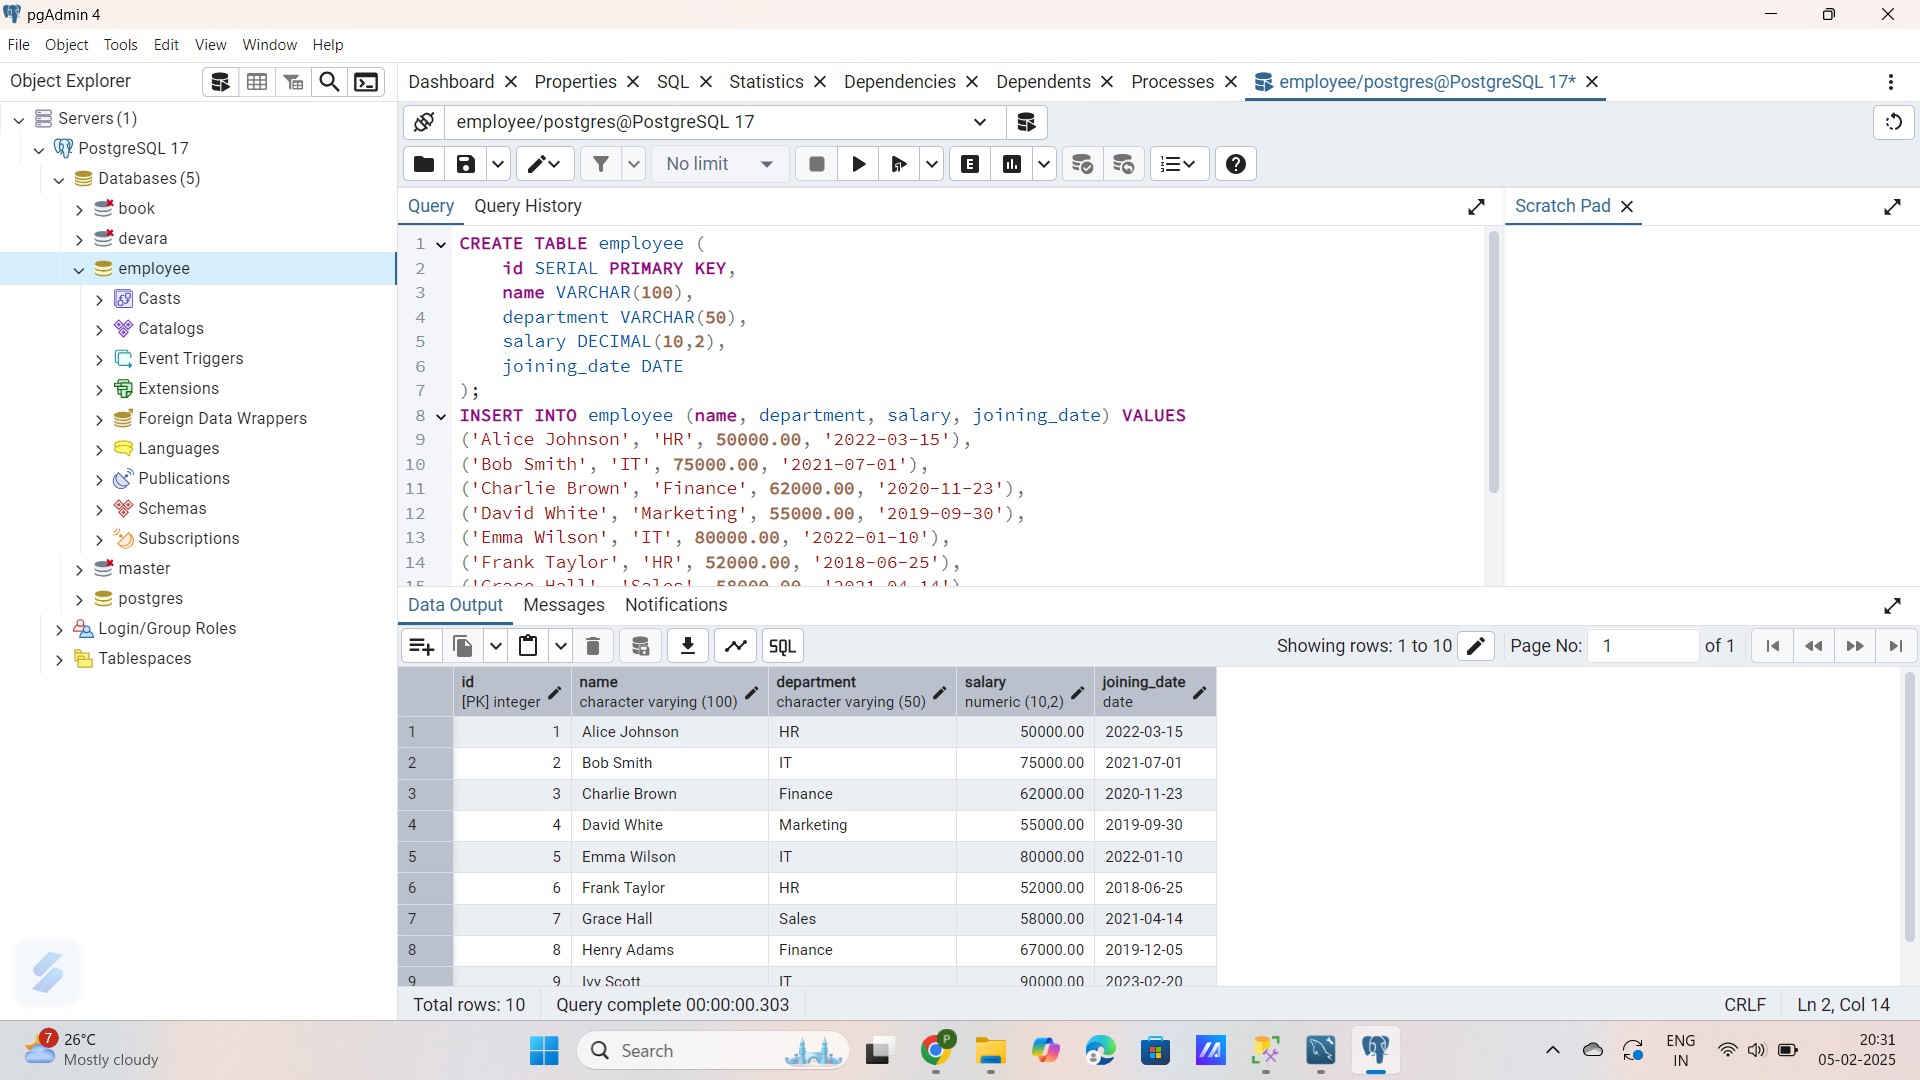 pgAdmin 4
File Object Tools Edit View Window Help
Object Explorer
Dashboard Properties SQL Statistics Dependencies Dependents Processes employee/postgres@PostgreSQL 17*
Servers (1)
PostgreSQL 17
Databases (5)
book
devara
employee
Casts
Catalogs
Event Triggers
Extensions
Foreign Data Wrappers
Languages
Publications
Schemas
Subscriptions
master
postgres
Login/Group Roles
Tablespaces
employee/postgres@PostgreSQL 17
No limit
E
Query Query History
Scratch Pad
1 CREATE TABLE employee (
2 id SERIAL PRIMARY KEY,
3 name VARCHAR(100),
4 department VARCHAR(50),
5 salary DECIMAL(10,2),
6 joining_date DATE
7 );
8 INSERT INTO employee (name, department, salary, joining_date) VALUES
9 ('Alice Johnson', 'HR', 50000.00, '2022-03-15'),
10 ('Bob Smith', 'IT', 75000.00, '2021-07-01'),
11 ('Charlie Brown', 'Finance', 62000.00, '2020-11-23'),
12 ('David White', 'Marketing', 55000.00, '2019-09-30'),
13 ('Emma Wilson', 'IT', 80000.00, '2022-01-10'),
14 ('Frank Taylor', 'HR', 52000.00, '2018-06-25'),
15 ('Grace Hall', 'Sales', 58000.00, '2021-04-14'),
Data Output Messages Notifications
SQL
Showing rows: 1 to 10 Page No: 1 of 1
id name department salary joining_date
[PK] integer character varying (100) character varying (50) numeric (10,2) date
1 1 Alice Johnson HR 50000.00 2022-03-15
2 2 Bob Smith IT 75000.00 2021-07-01
3 3 Charlie Brown Finance 62000.00 2020-11-23
4 4 David White Marketing 55000.00 2019-09-30
5 5 Emma Wilson IT 80000.00 2022-01-10
6 6 Frank Taylor HR 52000.00 2018-06-25
7 7 Grace Hall Sales 58000.00 2021-04-14
8 8 Henry Adams Finance 67000.00 2019-12-05
9 9 Ivy Scott IT 90000.00 2023-02-20
Total rows: 10 Query complete 00:00:00.303 CRLF Ln 2, Col 14
7
26°C
Mostly cloudy
Search
P
ENG
IN
20:31
05-02-2025